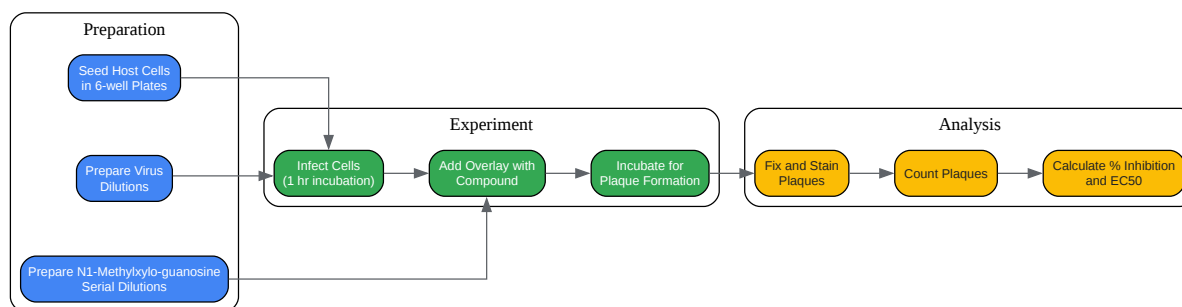 Preparation
Seed Host Cells
in 6-well Plates
Prepare Virus
Dilutions
Prepare N1-Methylxylo-guanosine
Serial Dilutions
Experiment
Infect Cells
(1 hr incubation)
Add Overlay with
Compound
Incubate for
Plaque Formation
Analysis
Fix and Stain
Plaques
Count Plaques
Calculate % Inhibition
and EC50